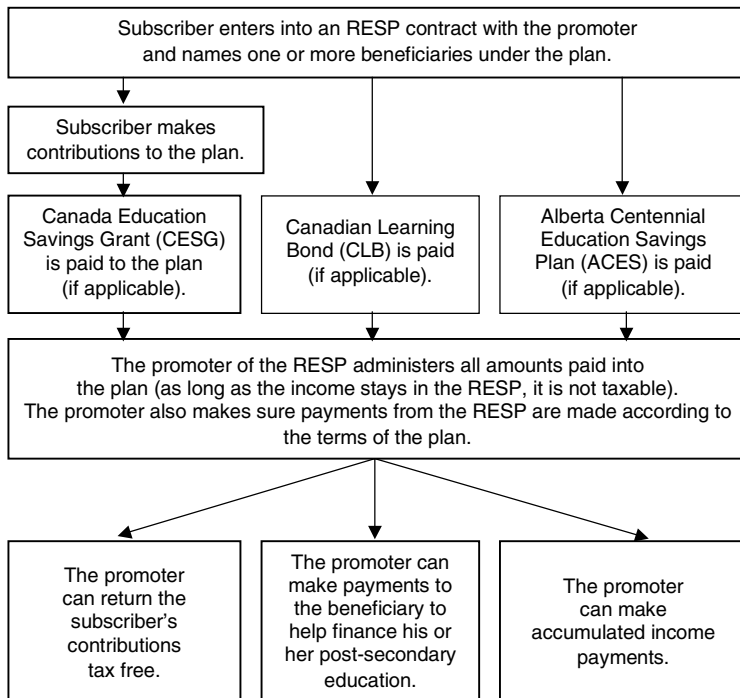 Subscriber enters into an RESP contract with the promoter
and names one or more beneficiaries under the plan.
Subscriber makes
contributions to the plan.
Canada Education
Savings Grant (CESG)
is paid to the plan
(if applicable).
Canadian Learning
Bond (CLB) is paid
(if applicable).
Alberta Centennial
Education Savings
Plan (ACES) is paid
(if applicable).
The promoter of the RESP administers all amounts paid into
the plan (as long as the income stays in the RESP, it is not taxable).
The promoter also makes sure payments from the RESP are made according to
the terms of the plan.
The promoter
can return the
subscriber's
contributions
tax free.
The promoter can
make payments to
the beneficiary to
help finance his or
her post-secondary
education.
The promoter
can make
accumulated income
payments.